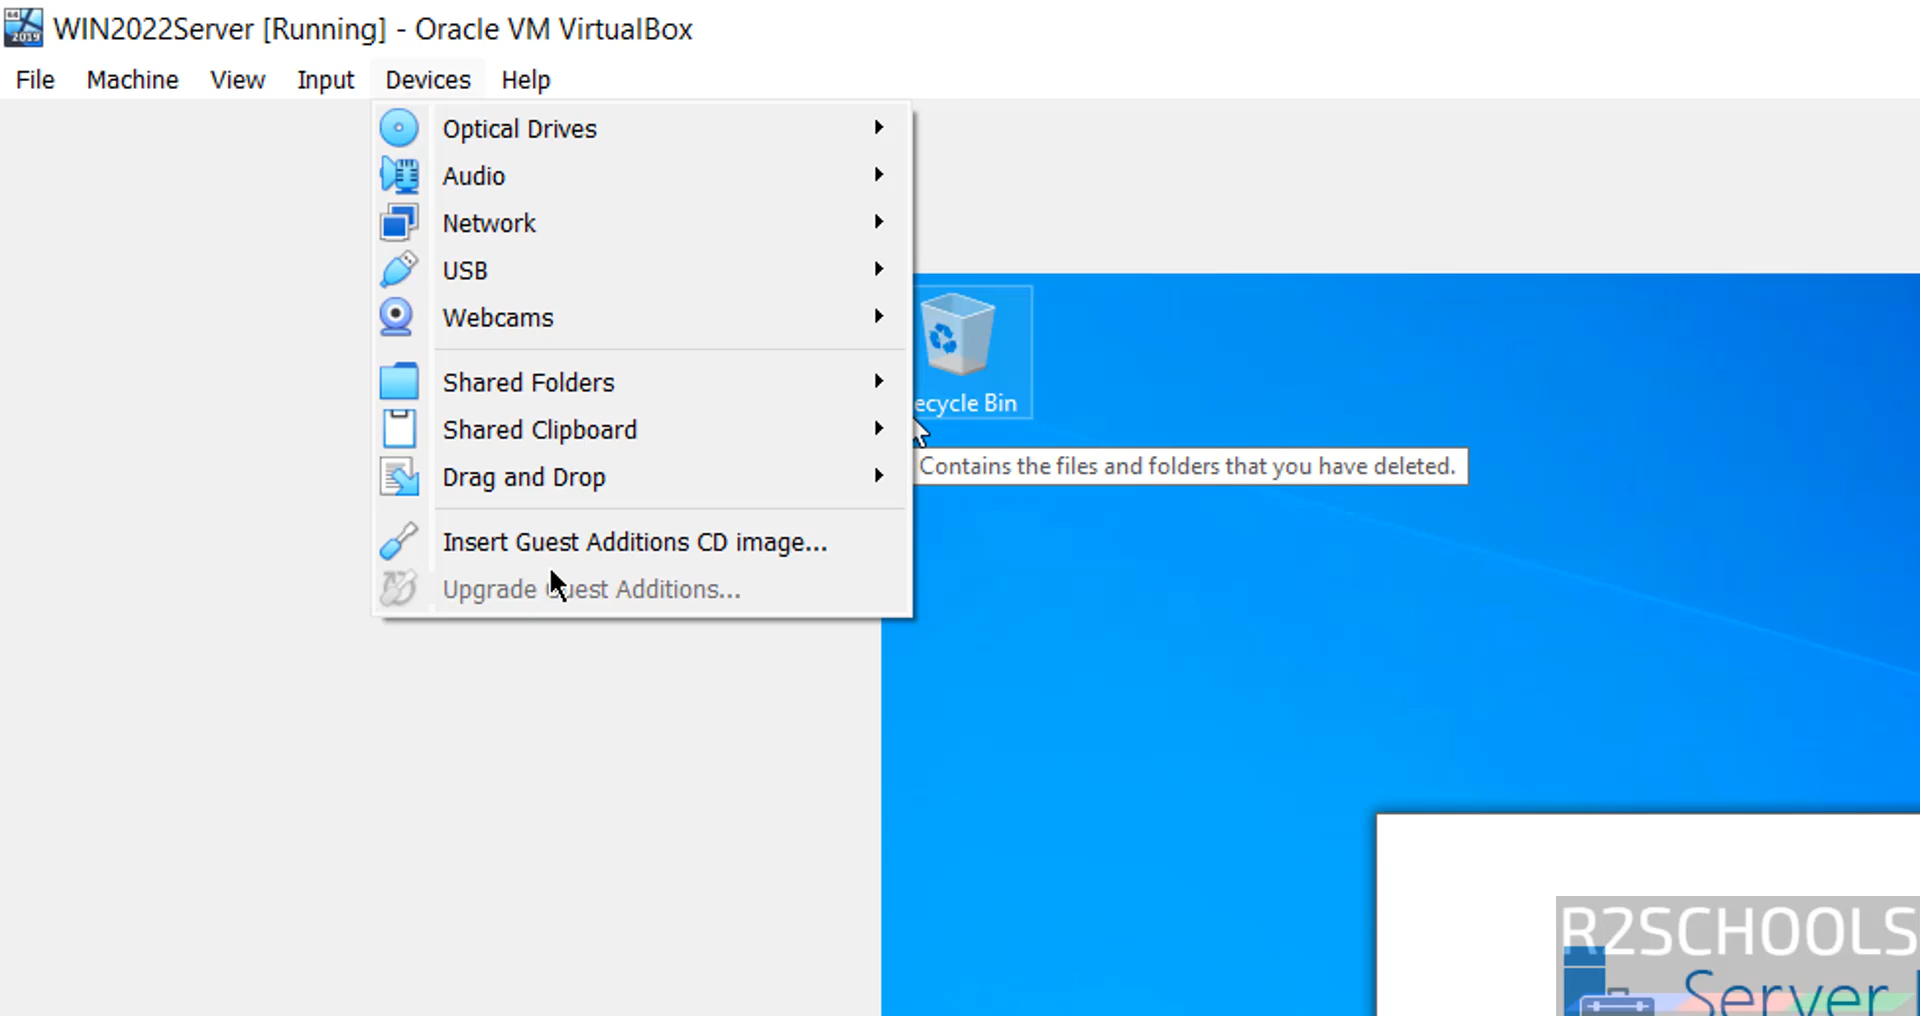 WIN2022Server [Running] - Oracle VM VirtualBox
File Machine View Input Devices Help
Optical Drives
Audio
Network
USB
Webcams
Shared Folders
ecycle Bin
Shared Clipboard
Contains the files and folders that you have deleted.
Drag and Drop
Insert Guest Additions CD image...
Upgrade Guest Additions...
R2SCHOOLS
Server